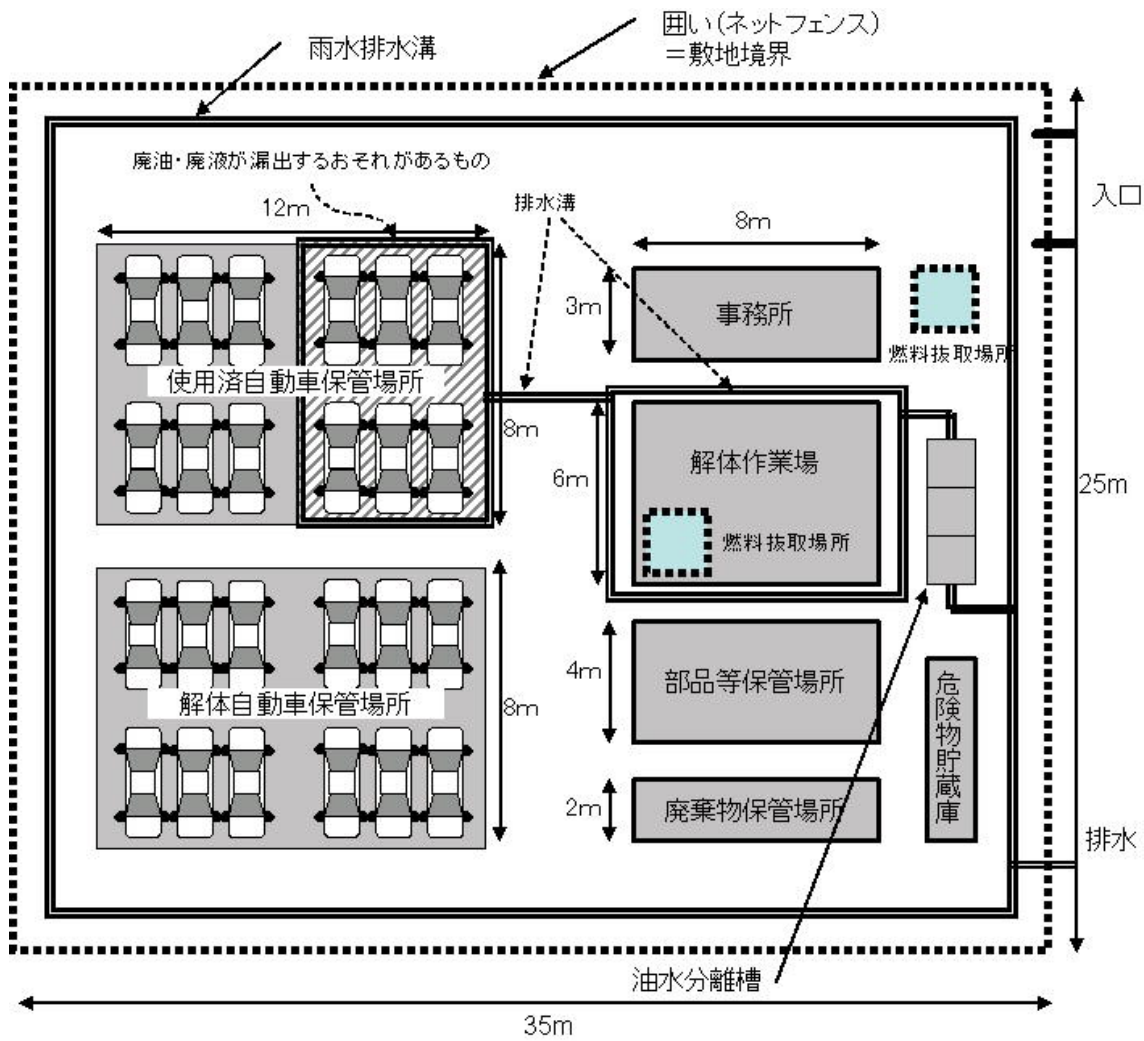 囲い(ネットフェンス)
=敷地境界
雨水排水溝
廃油・廃液が漏出するおそれがあるもの
12m
排水溝
8m
入口
3m
事務所
燃料抜取場所
使用済自動車保管場所
8m
6m
解体作業場
25m
燃料抜取場所
4m
部品等保管場所
解体自動車保管場所
8m
危険物貯蔵庫
2m
廃棄物保管場所
排水
油水分離槽
35m